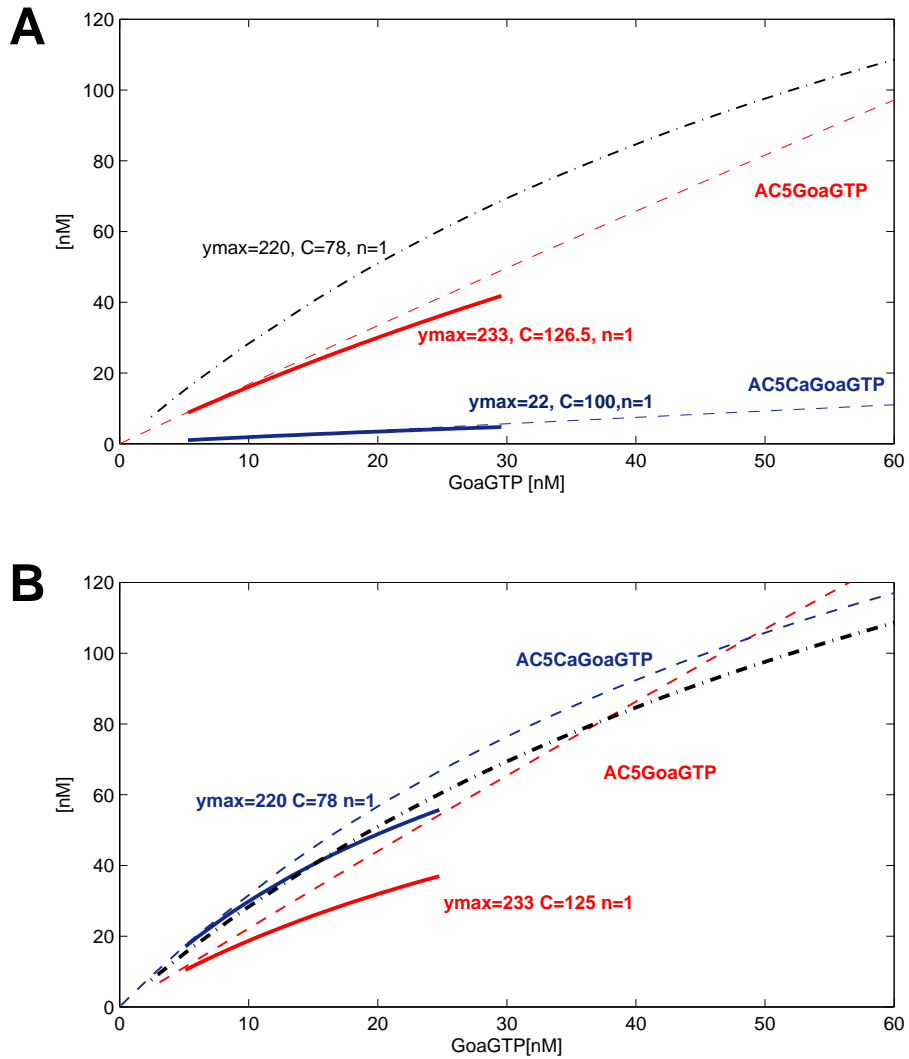 A
120
100
80
60
40
20
0
[nM]
AC5GoaGTP
ymax=220, C=78, n=1
ymax=233, C=126.5, n=1
AC5CaGoaGTP
ymax=22, C=100,n=1
0 10 20 30 40 50 60
GoaGTP [nM]
B
120
100
80
60
40
20
0
[nM]
AC5CaGoaGTP
AC5GoaGTP
ymax=220 C=78 n=1
ymax=233 C=125 n=1
0 10 20 30 40 50 60
GoaGTP[nM]